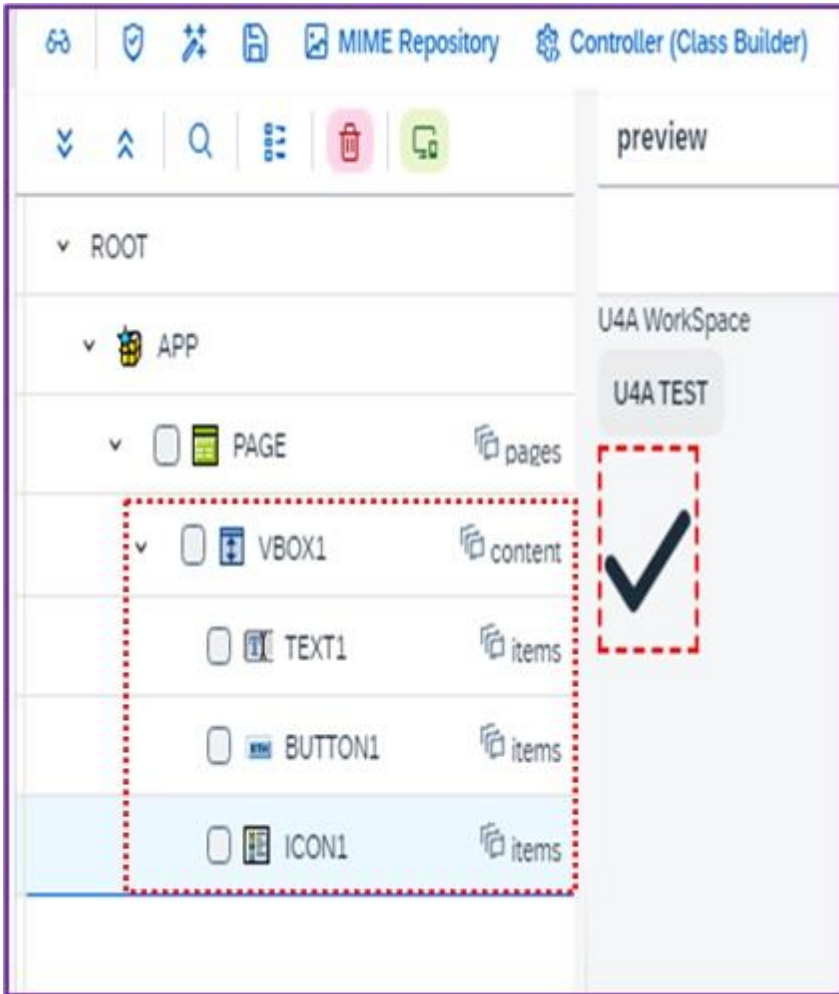 MIME Repository Controller (Class Builder)
preview
ROOT
APP
PAGE pages
VBOX1 content
TEXT1 items
BUTTON1 items
ICON1 items
U4A WorkSpace
U4A TEST